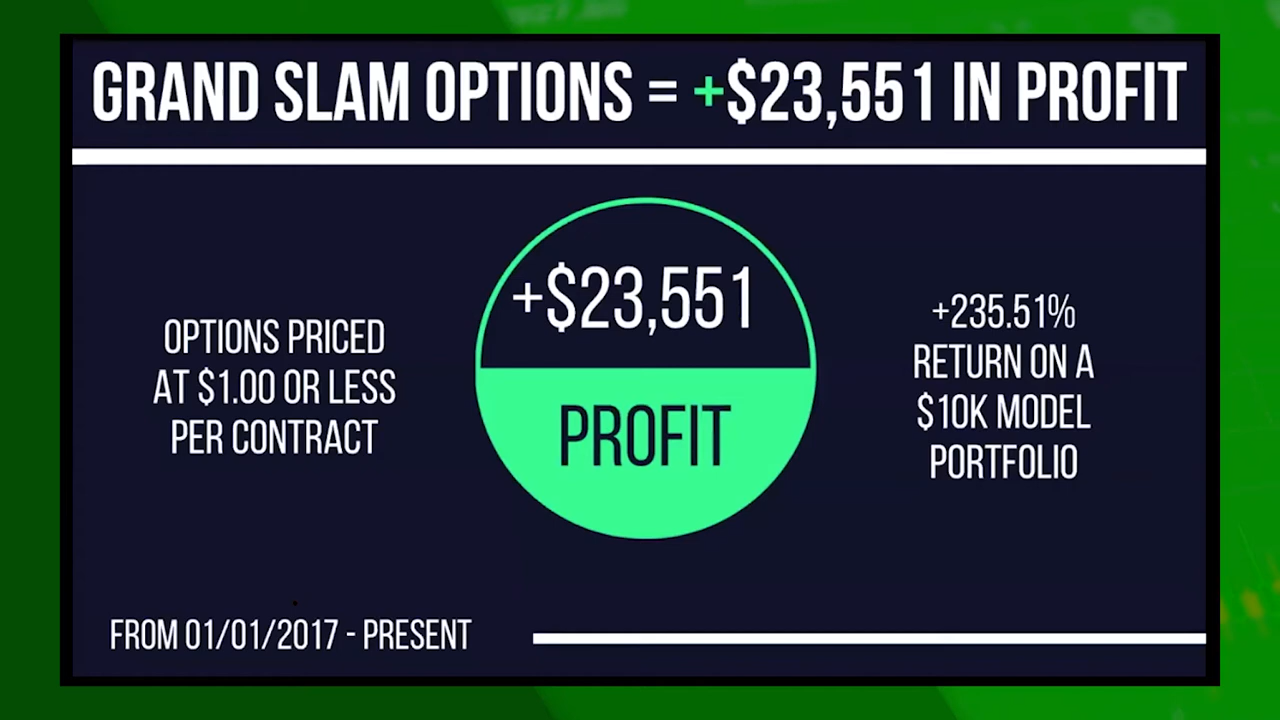 GRAND SLAM OPTIONS = +$23,551 IN PROFIT
+$23,551
PROFIT
OPTIONS PRICED
AT $1.00 OR LESS
PER CONTRACT
+235.51%
RETURN ON A
$10K MODEL
PORTFOLIO
FROM 01/01/2017 - PRESENT